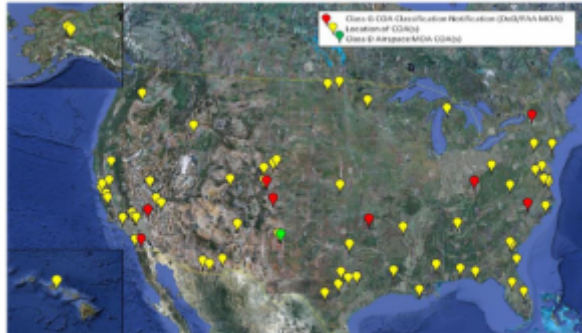 Class G COA Classification Notification (DoD/FAA MOA)
Location of COA(s)
Class D Airspace MOA COA(s)